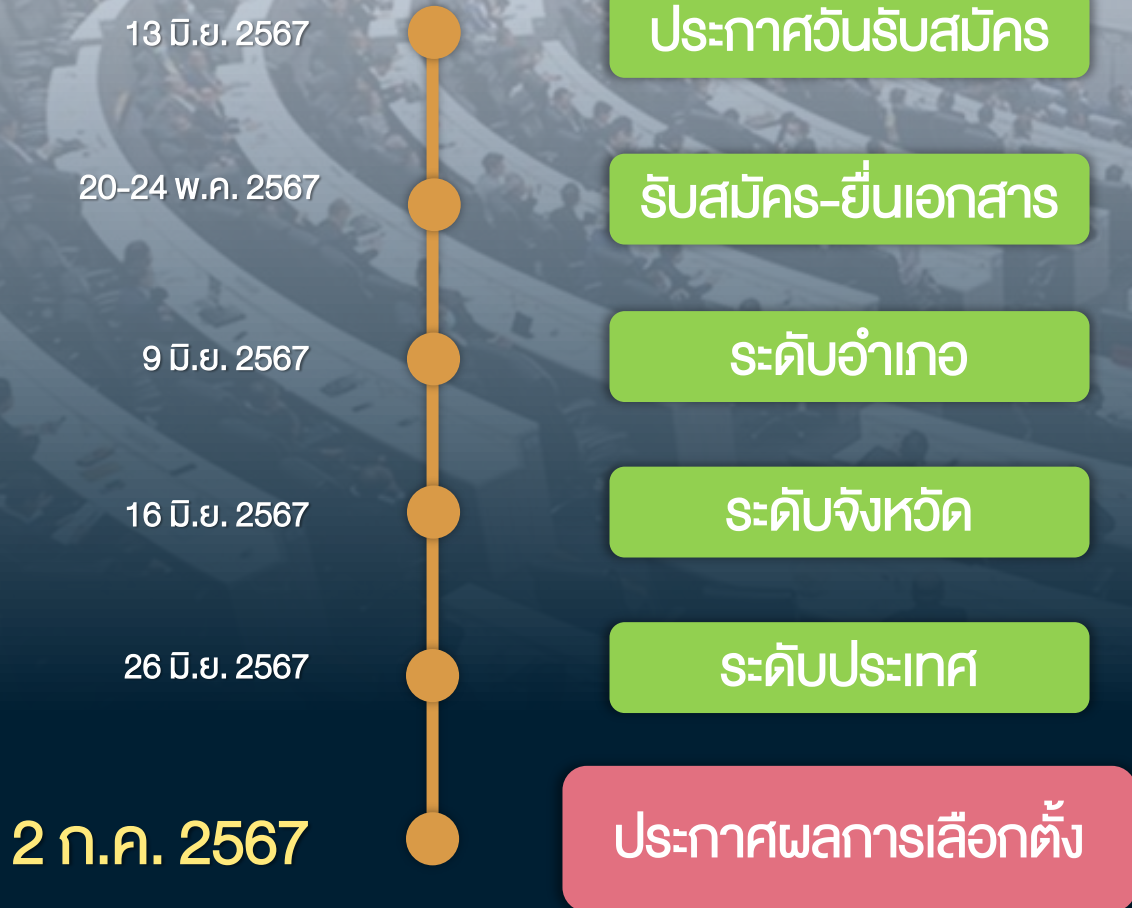 13 มิ.ย. 2567 ประกาศวันรับสมัคร
20-24 พ.ค. 2567 รับสมัคร-ยื่นเอกสาร
9 มิ.ย. 2567 ระดับอำเภอ
16 มิ.ย. 2567 ระดับจังหวัด
26 มิ.ย. 2567 ระดับประเทศ
2 ก.ค. 2567 ประกาศผลการเลือกตั้ง